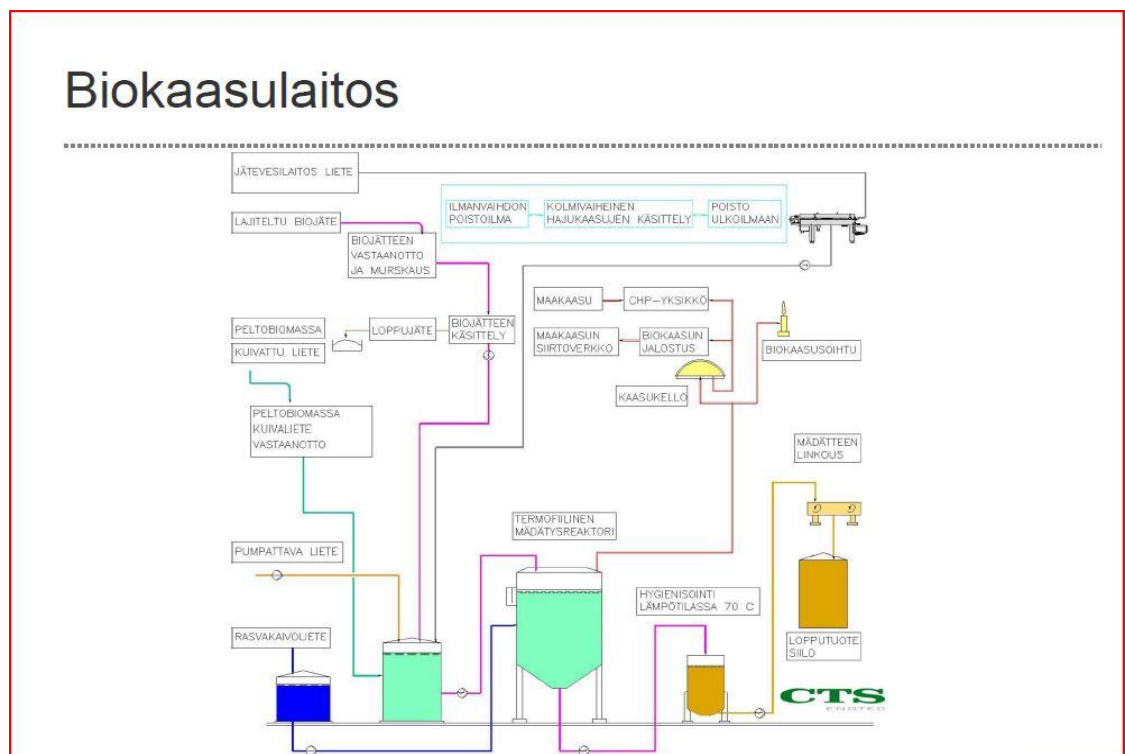 Biokaasulaitos
JÄTEVESILAITOS LIETE
ILMANVAIHDON
POISTOILMA
KOLMIVAIHEINEN
HAJUKAASUJEN KÄSITTELY
POISTO
ULKOILMAAN
LAJITELTU BIOJÄTE
BIOJÄTTEEN
VASTAANOTTO
JA MURSKAUS
MAAKAASU
CHP-YKSIKKÖ
PELTOBIOMASSA
KUIVATTU LIETE
LOPPUJÄTE
BIOJÄTTEEN
KÄSITTELY
MAAKAASUN
SIIRTOVERKKO
BIOKAASUN
JALOSTUS
BIOKAASUSOIHTU
KAASUKELLO
PELTOBIOMASSA
KUIVALIETE
VASTAANOTTO
MÄDÄTTEEN
LINKOUS
TERMOFIILINEN
MÄDÄTYSREAKTORI
PUMPATTAVA LIETE
HYGIENISOINTI
LÄMPÖTILASSA 70 C
RASVAKAIVOLIETE
LOPPUTUOTE
SIILO
CTS
ENGTEC